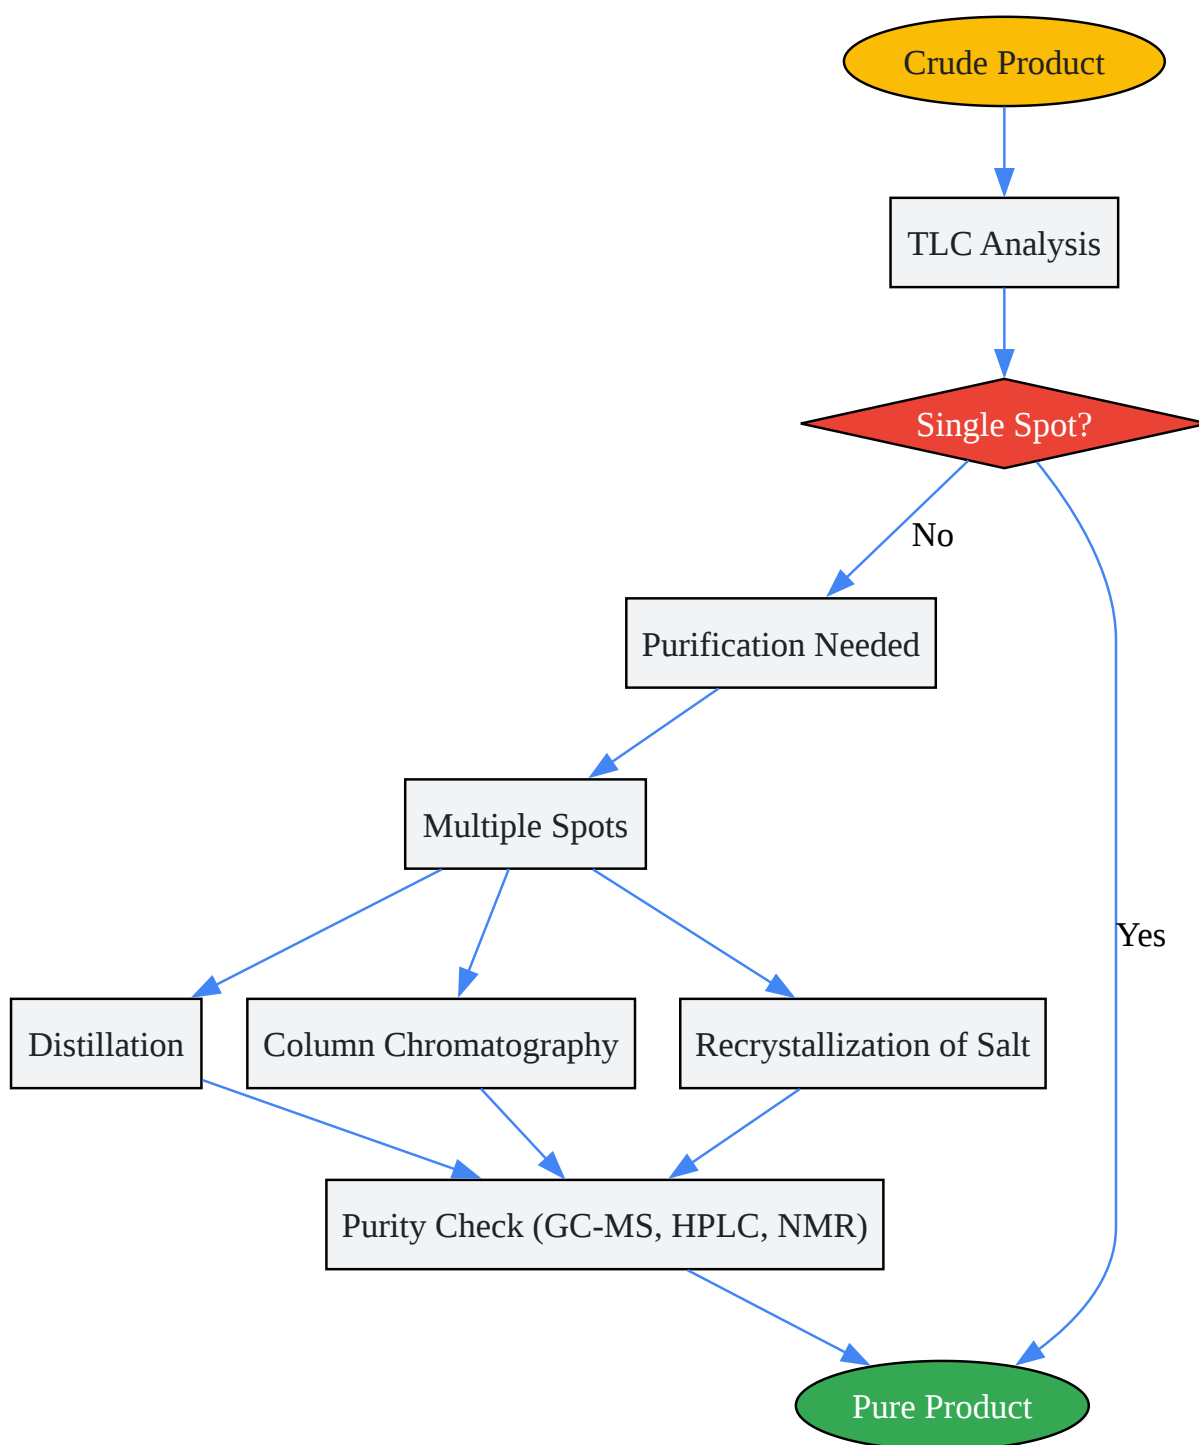 Crude Product
TLC Analysis
Single Spot?
No
Purification Needed
Multiple Spots
Yes
Distillation
Column Chromatography
Recrystallization of Salt
Purity Check (GC-MS, HPLC, NMR)
Pure Product